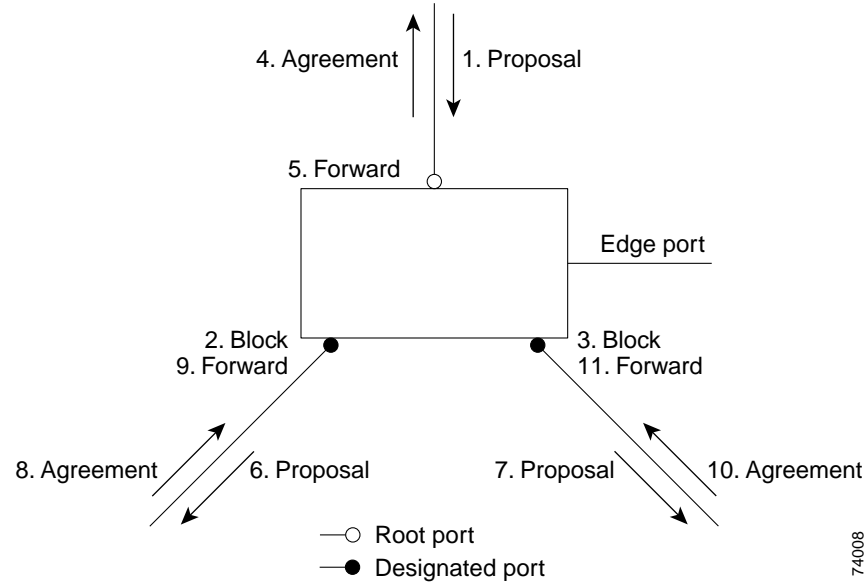 4. Agreement
1. Proposal
5. Forward
Edge port
2. Block
9. Forward
3. Block
11. Forward
8. Agreement
6. Proposal
7. Proposal
10. Agreement
Root port
Designated port
74008